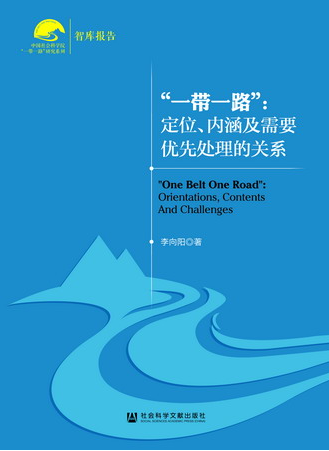 中国社会科学院
“一带一路”研究系列
智库报告
“一带一路”：
定位、内涵及需要
优先处理的关系
"One Belt One Road":
Orientations, Contents
And Challenges
李向阳◎著
社会科学文献出版社
SOCIAL SCIENCES ACADEMIC PRESS (CHINA)